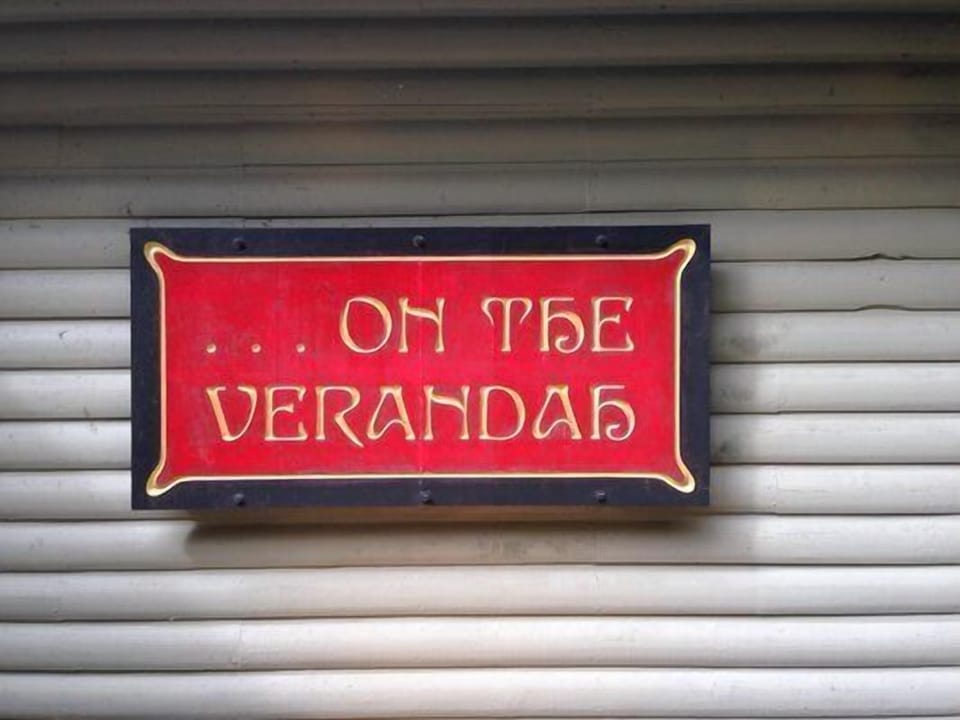 . . . ON THE
VERANDAH